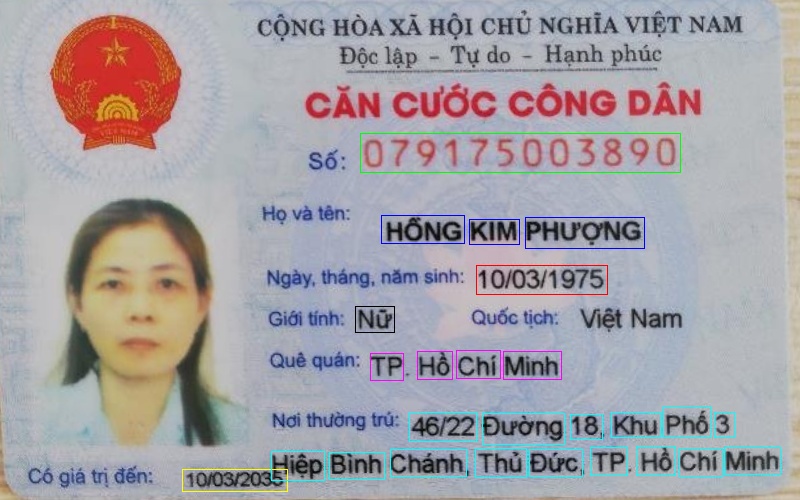 CỘNG HÒA XÃ HỘI CHỦ NGHĨA VIỆT NAM
Độc lập - Tự do - Hạnh phúc
CĂN CƯỚC CÔNG DÂN
Số: 079175003890
Họ và tên: HỒNG KIM PHƯỢNG
Ngày, tháng, năm sinh: 10/03/1975
Giới tính: Nữ Quốc tịch: Việt Nam
Quê quán: TP. Hồ Chí Minh
Nơi thường trú: 46/22 Đường 18, Khu Phố 3
Hiệp Bình Chánh, Thủ Đức, TP. Hồ Chí Minh
Có giá trị đến: 10/03/2035